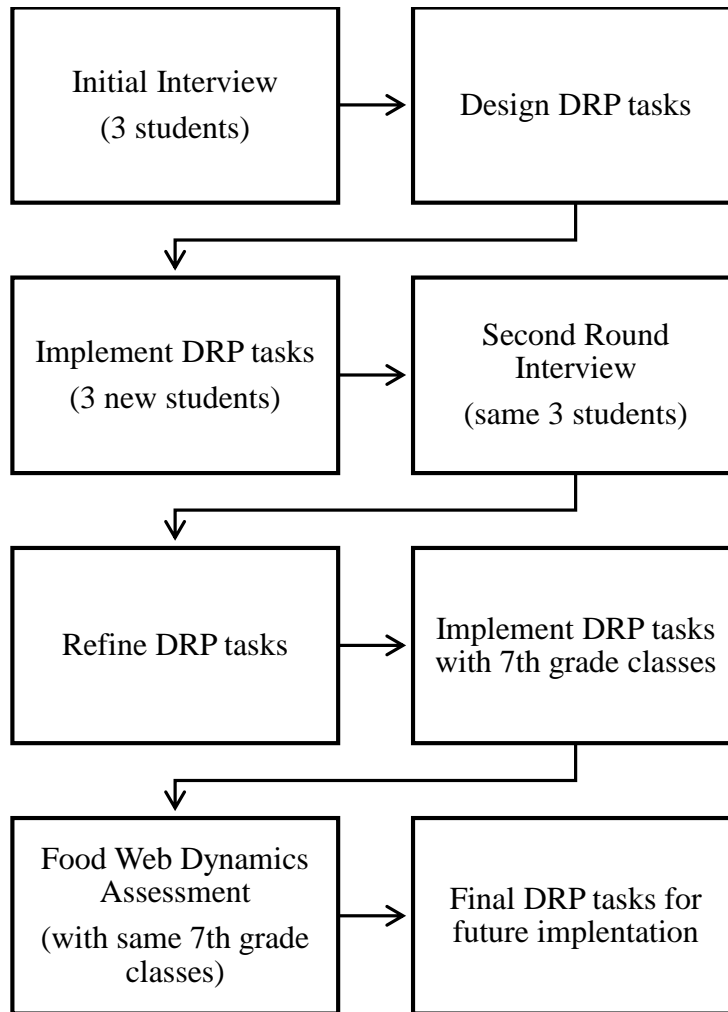 Initial Interview
(3 students)
Design DRP tasks
Implement DRP tasks
(3 new students)
Second Round
Interview
(same 3 students)
Refine DRP tasks
Implement DRP tasks
with 7th grade classes
Food Web Dynamics
Assessment
(with same 7th grade
classes)
Final DRP tasks for
future implentation